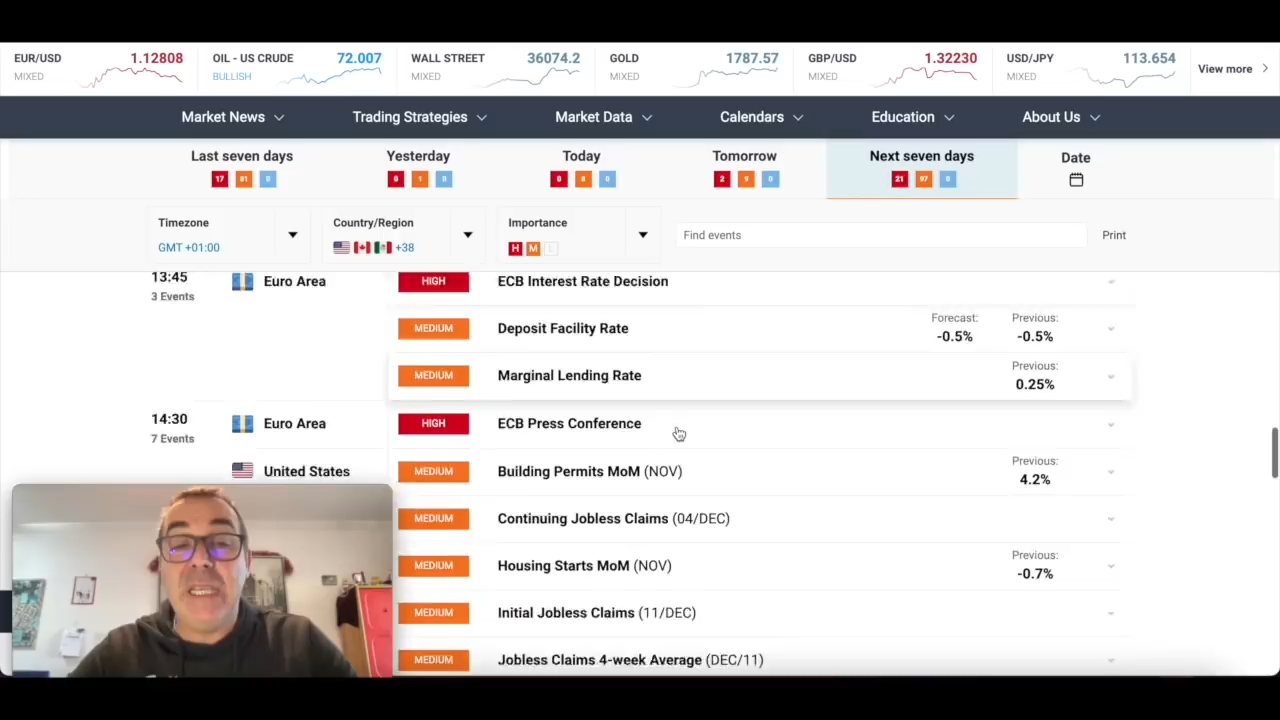 EUR/USD 1.12808 OIL - US CRUDE 72.007 WALL STREET 36074.2 GOLD 1787.57 GBP/USD 1.32230 USD/JPY 113.654
MIXED BULLISH MIXED MIXED MIXED MIXED View more
Market News Trading Strategies Market Data Calendars Education About Us
Last seven days Yesterday Today Tomorrow Next seven days Date
17 81 0 0 1 0 0 8 0 2 9 0 21 97 0
Timezone Country/Region Importance
GMT +01:00 +38 H M L Find events Print
13:45 Euro Area HIGH ECB Interest Rate Decision
3 Events
Forecast: Previous:
MEDIUM Deposit Facility Rate -0.5% -0.5%
Previous:
MEDIUM Marginal Lending Rate 0.25%
14:30 Euro Area HIGH ECB Press Conference
7 Events
Previous:
United States MEDIUM Building Permits MoM (NOV) 4.2%
MEDIUM Continuing Jobless Claims (04/DEC)
Previous:
MEDIUM Housing Starts MoM (NOV) -0.7%
MEDIUM Initial Jobless Claims (11/DEC)
MEDIUM Jobless Claims 4-week Average (DEC/11)